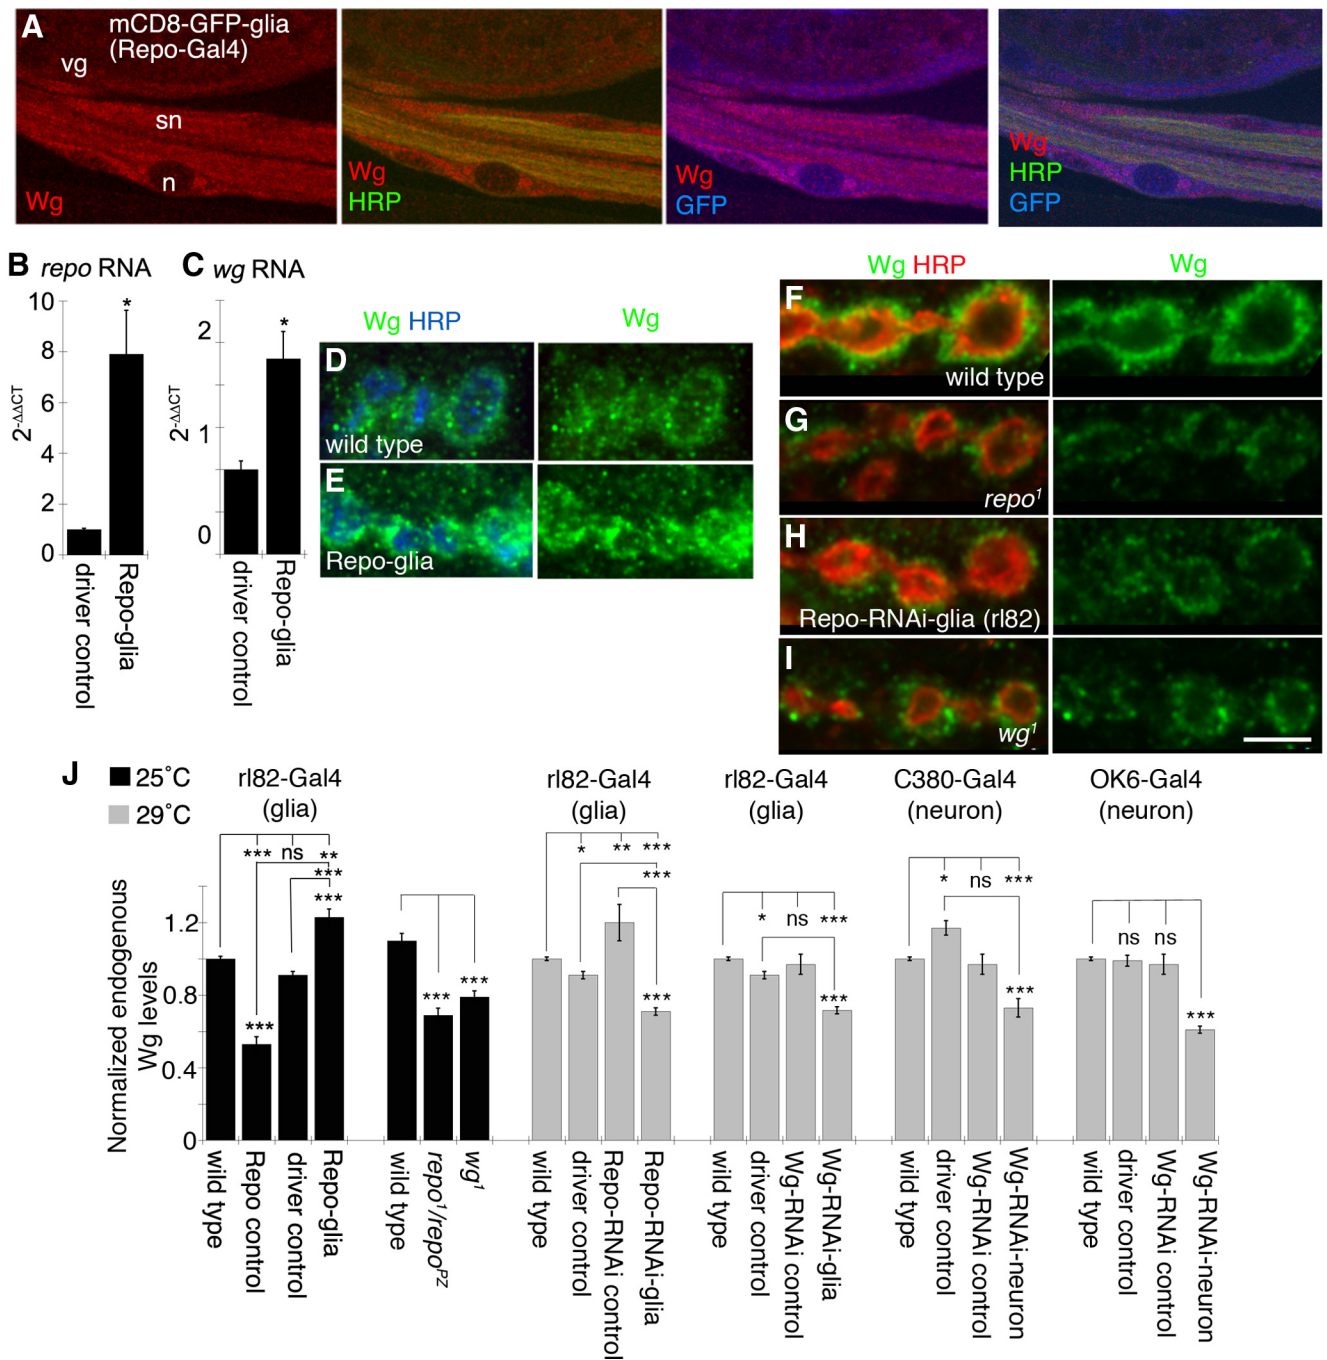 A
mCD8-GFP-glia
(Repo-Gal4)
vg
sn
n
Wg
Wg
HRP
Wg
GFP
Wg
HRP
GFP
B repo RNA
10
8
6
4
2
0
2-ΔΔCT
*
driver control
Repo-glia
C wg RNA
2
1
0
2-ΔΔCT
*
driver control
Repo-glia
Wg HRP
Wg
D
wild type
E
Repo-glia
Wg HRP
Wg
F
wild type
G
repo1
H
Repo-RNAi-glia (rl82)
I
wg1
J
25˚C
29˚C
Normalized endogenous
Wg levels
1.2
0.8
0.4
0
rl82-Gal4
(glia)
*** ns **
***
***
***
wild type
Repo control
driver control
Repo-glia
***
***
wild type
repo1/repoPZ
wg1
rl82-Gal4
(glia)
* ** ***
***
***
wild type
driver control
Repo-RNAi control
Repo-RNAi-glia
rl82-Gal4
(glia)
* ns ***
***
wild type
driver control
Wg-RNAi control
Wg-RNAi-glia
C380-Gal4
(neuron)
* ns ***
***
wild type
driver control
Wg-RNAi control
Wg-RNAi-neuron
OK6-Gal4
(neuron)
ns ns
***
wild type
driver control
Wg-RNAi control
Wg-RNAi-neuron